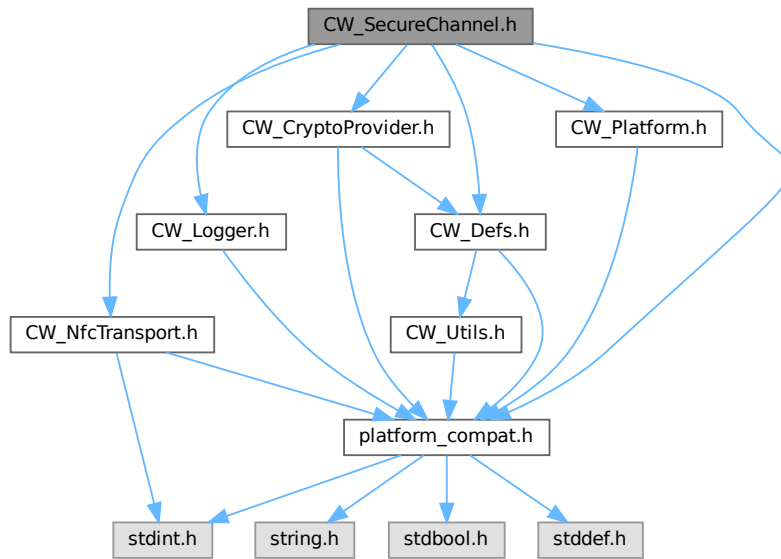 CW_SecureChannel.h
CW_CryptoProvider.h
CW_Platform.h
CW_Logger.h
CW_Defs.h
CW_NfcTransport.h
CW_Utils.h
platform_compat.h
stdint.h
string.h
stdbool.h
stddef.h